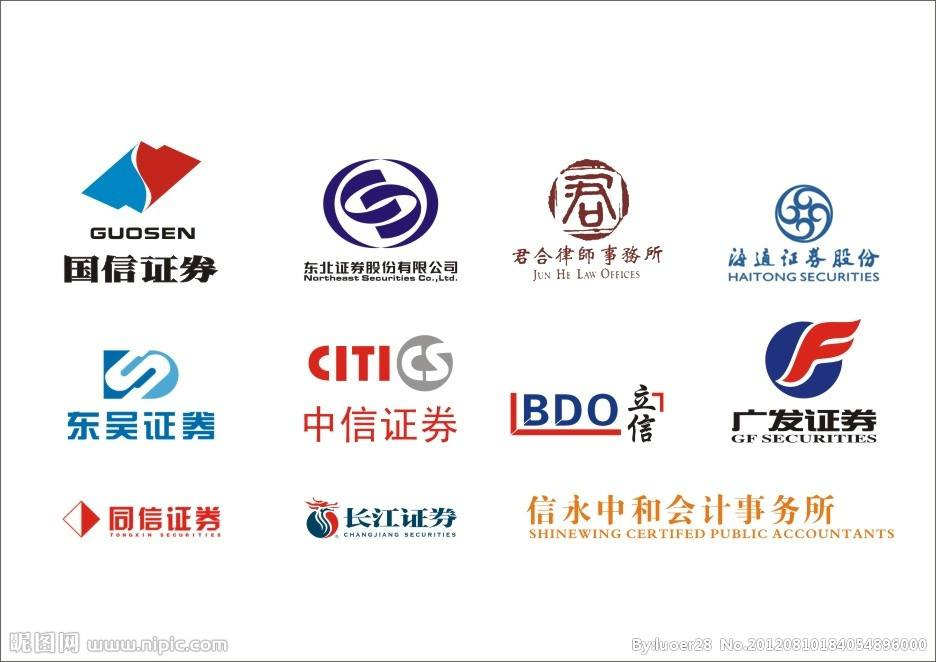 GUOSEN
国信证券
东北证券股份有限公司
Northeast Securities Co.,Ltd.
君
君合律師事務所
JUN HE LAW OFFICES
海通证券股份
HAITONG SECURITIES
东吴证券
CITICS
中信证券
BDO立信
F
广发证券
GF SECURITIES
同信证券
TONGXIN SECURITIES
长江证券
CHANGJIANG SECURITIES
信永中和会计事务所
SHINEWING CERTIFED PUBLIC ACCOUNTANTS
昵图网 www.nipic.com
By:luoer28 No.20120810184054896000